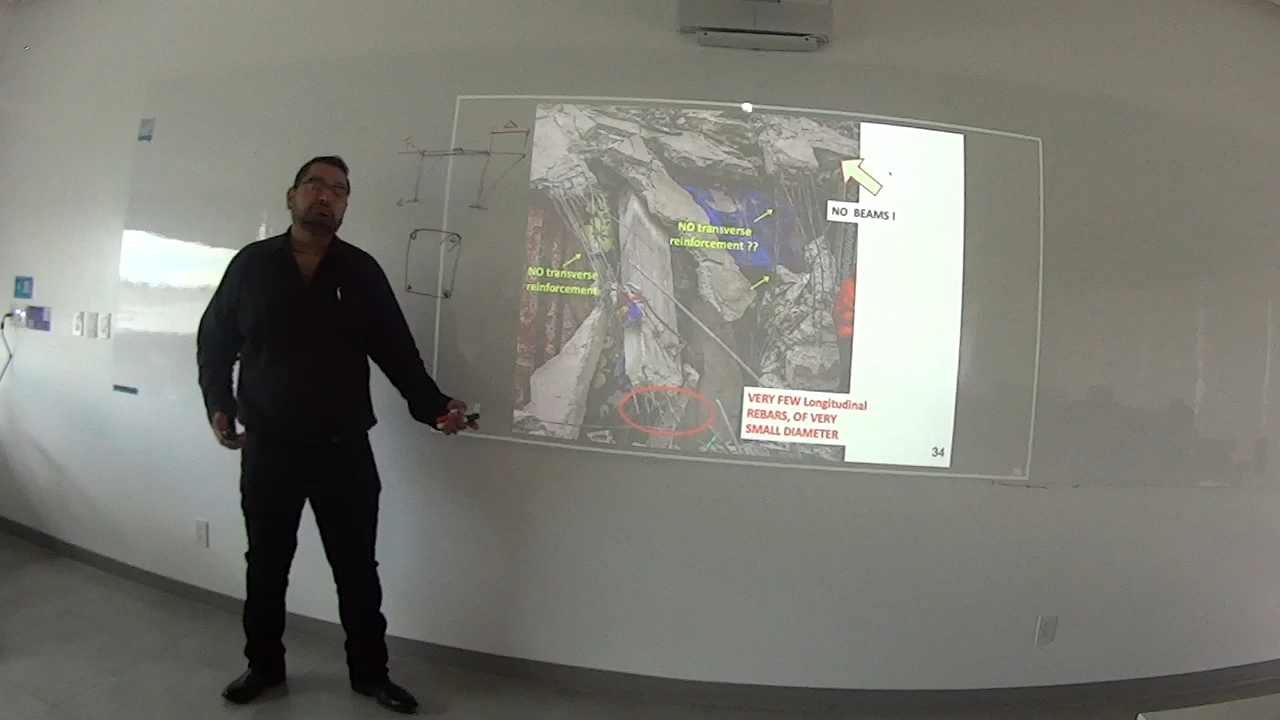 NO BEAMS !
NO transverse
reinforcement ??
NO transverse
reinforcement
VERY FEW Longitudinal
REBARS, OF VERY
SMALL DIAMETER
34